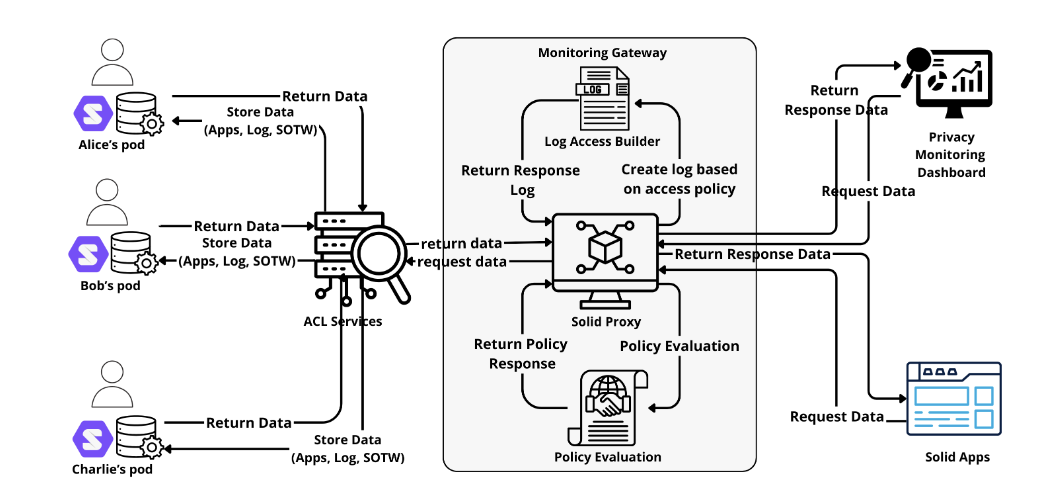 Monitoring Gateway
LOG
Log Access Builder
Return Data
Store Data
(Apps, Log, SOTW)
Alice's pod
Return
Response Data
Privacy
Monitoring
Dashboard
Return Response
Log
Create log based
on access policy
Request Data
Return Data
Store Data
(Apps, Log, SOTW)
Bob's pod
return data
request data
Return Response Data
ACL Services
Solid Proxy
Return Policy
Response
Policy Evaluation
Return Data
Store Data
(Apps, Log, SOTW)
Charlie's pod
Request Data
Policy Evaluation
Solid Apps